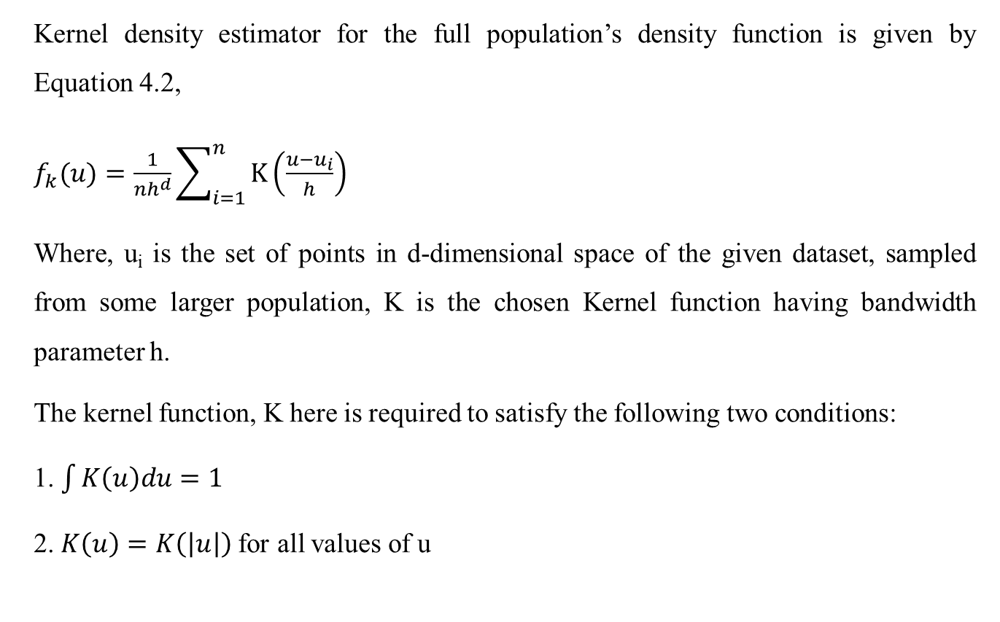 Kernel density estimator for the full population’s density function is given by
Equation 4.2,
$f_k(u) = \frac{1}{nh^d} \sum_{i=1}^{n} \mathrm{K}\left(\frac{u-u_i}{h}\right)$
Where, u_i is the set of points in d-dimensional space of the given dataset, sampled
from some larger population, K is the chosen Kernel function having bandwidth
parameter h.
The kernel function, K here is required to satisfy the following two conditions:
1. $\int K(u)du = 1$
2. $K(u) = K(|u|)$ for all values of u